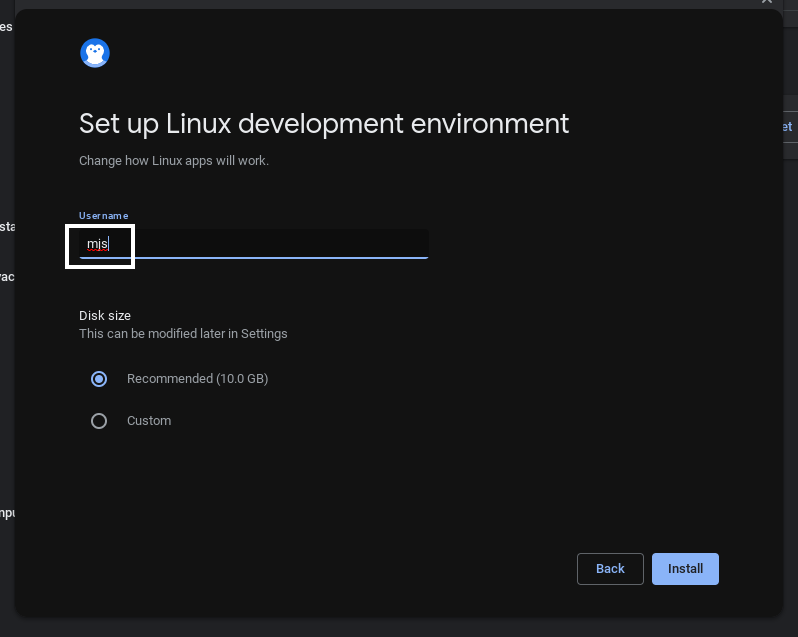 Set up Linux development environment
Change how Linux apps will work.
Username
mjs
Disk size
This can be modified later in Settings
Recommended (10.0 GB)
Custom
Back
Install